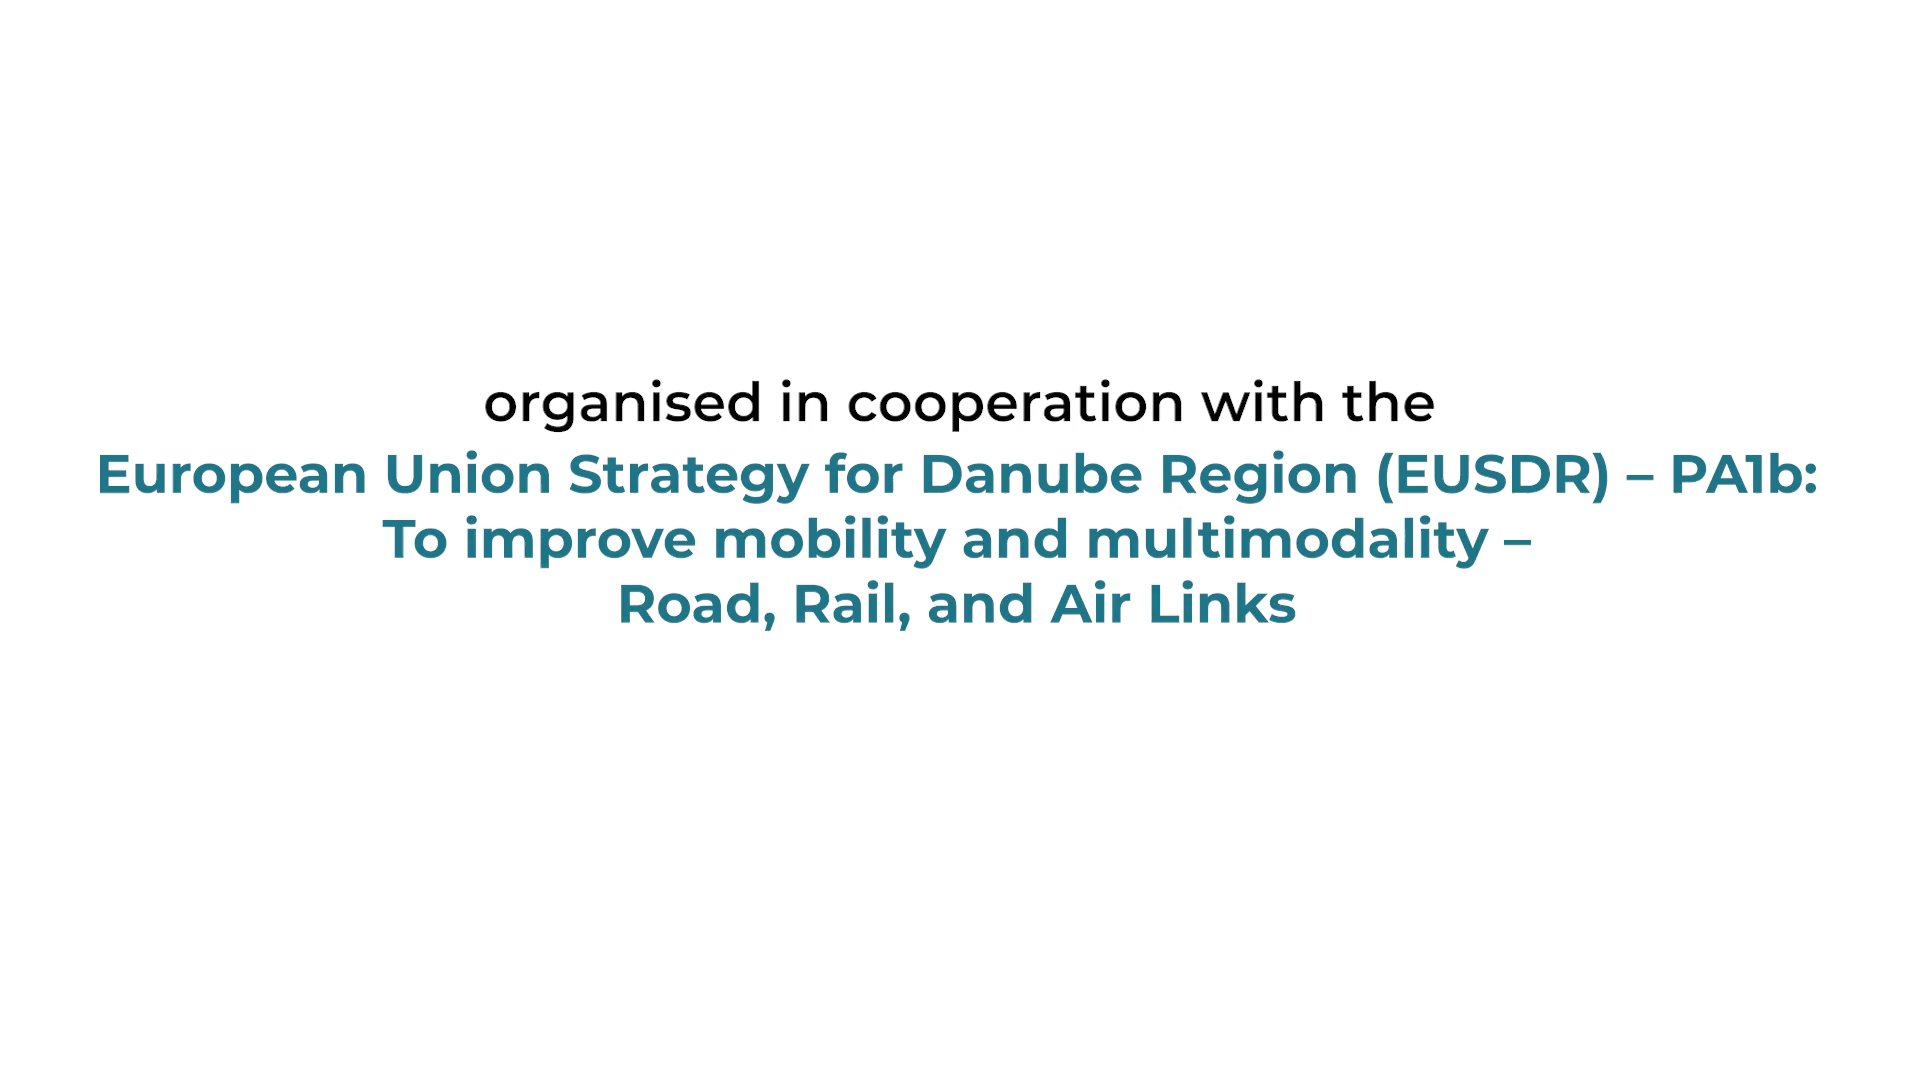 organised in cooperation with the
European Union Strategy for Danube Region (EUSDR) – PA1b:
To improve mobility and multimodality –
Road, Rail, and Air Links